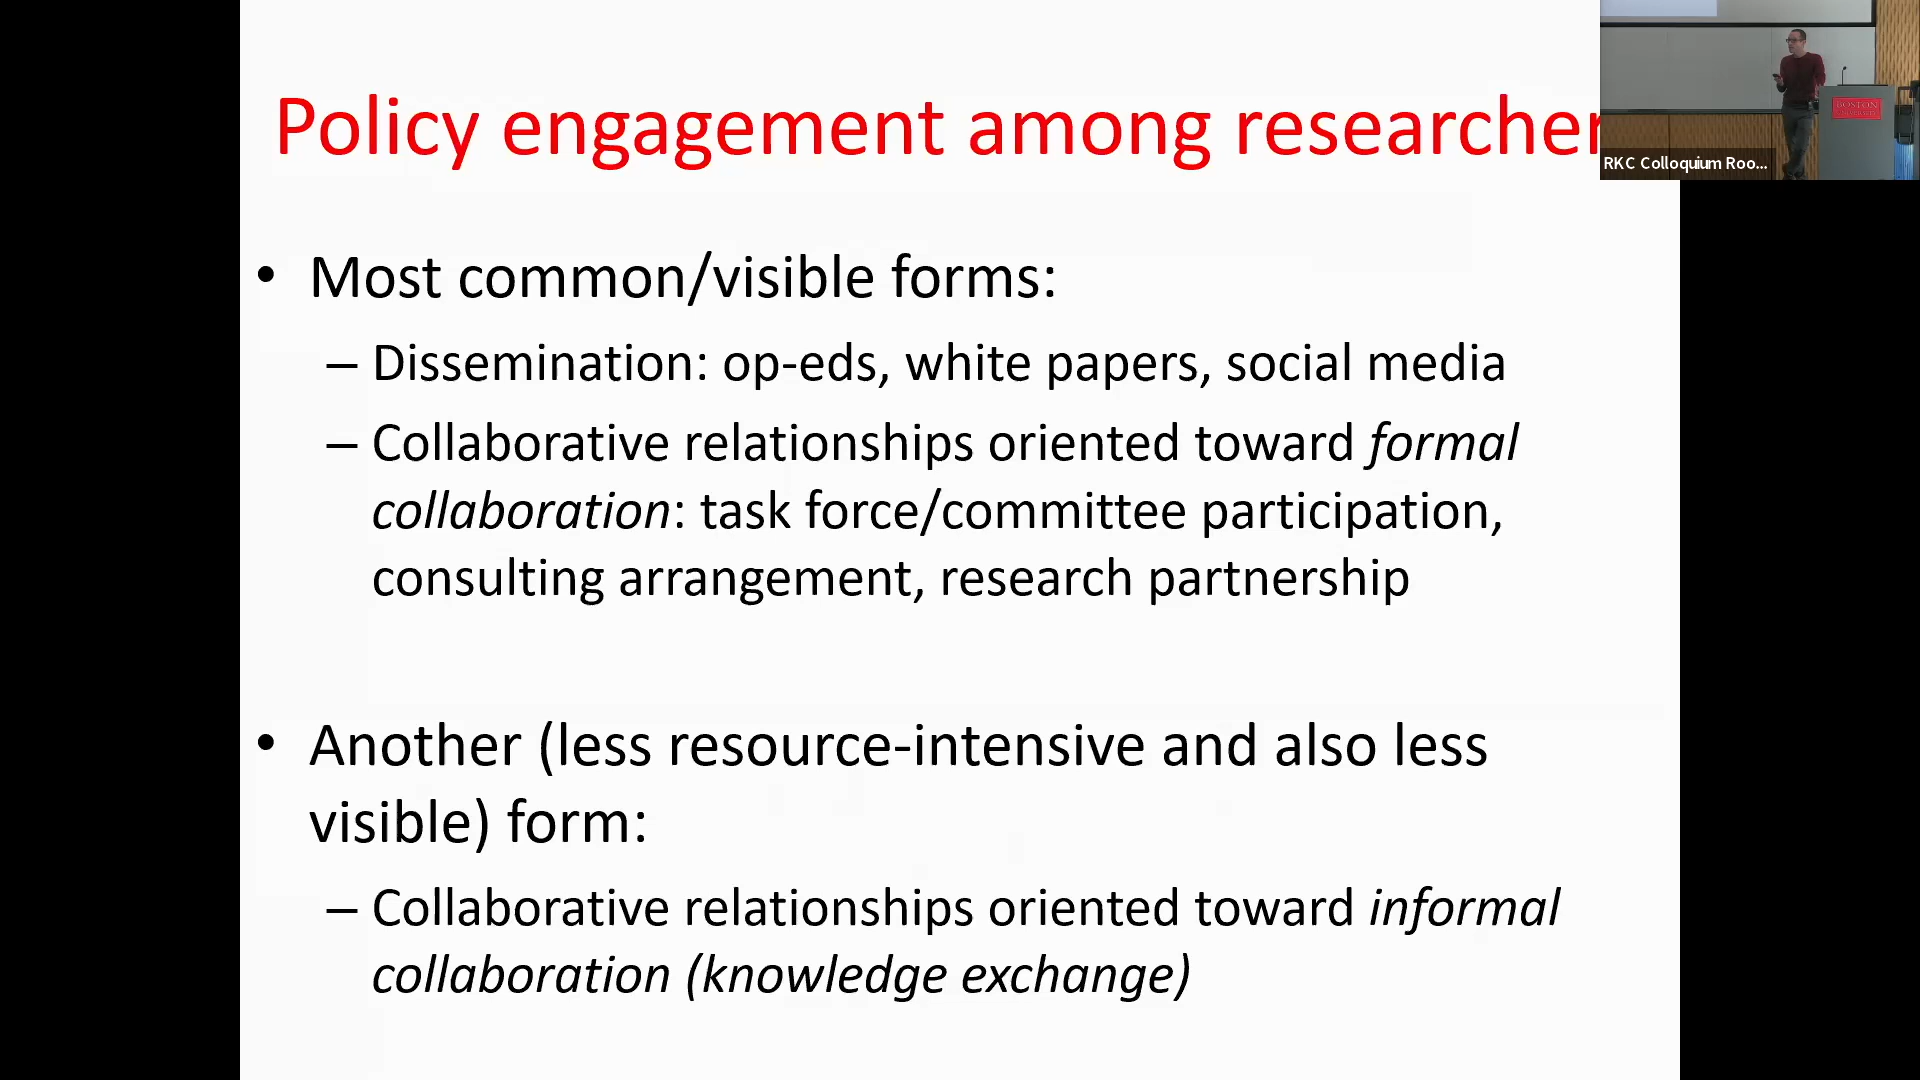 Policy engagement among researcher
• Most common/visible forms:
– Dissemination: op-eds, white papers, social media
– Collaborative relationships oriented toward formal
collaboration: task force/committee participation,
consulting arrangement, research partnership
• Another (less resource-intensive and also less
visible) form:
– Collaborative relationships oriented toward informal
collaboration (knowledge exchange)
RKC Colloquium Roo...
BOSTON
UNIVERSITY